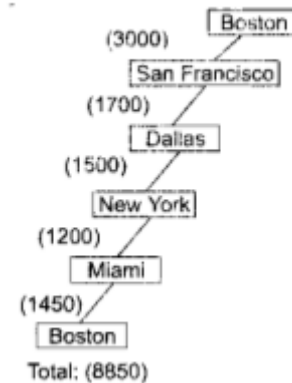 Boston
(3000)
San Francisco
(1700)
Dallas
(1500)
New York
(1200)
Miami
(1450)
Boston
Total: (8850)